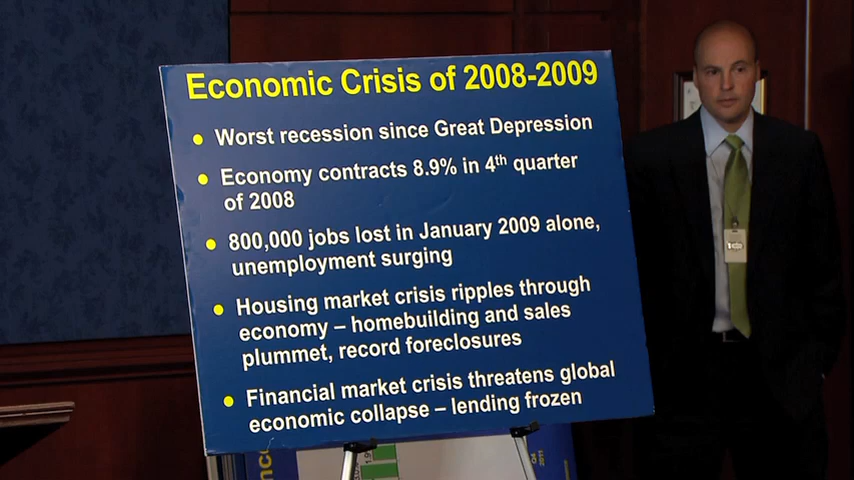 Economic Crisis of 2008-2009
• Worst recession since Great Depression
• Economy contracts 8.9% in 4th quarter
of 2008
• 800,000 jobs lost in January 2009 alone,
unemployment surging
• Housing market crisis ripples through
economy – homebuilding and sales
plummet, record foreclosures
• Financial market crisis threatens global
economic collapse – lending frozen
Q4
2011